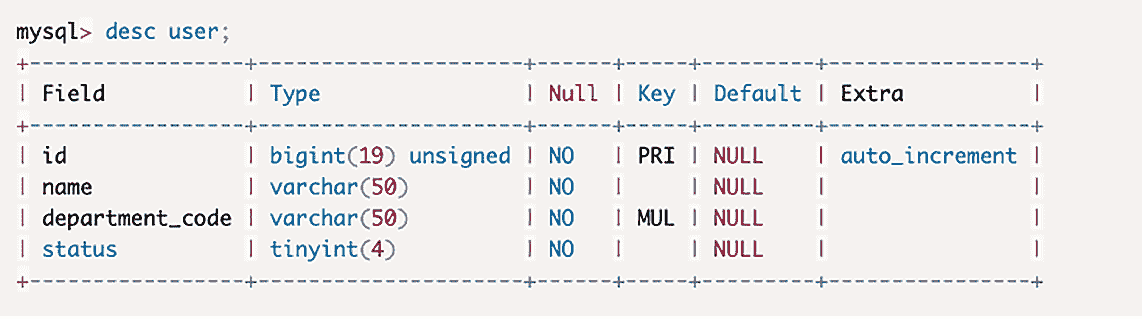 mysql> desc user;
+-----------------+---------------------+------+-----+---------+----------------+
| Field           | Type                | Null | Key | Default | Extra          |
+-----------------+---------------------+------+-----+---------+----------------+
| id              | bigint(19) unsigned | NO   | PRI | NULL    | auto_increment |
| name            | varchar(50)         | NO   |     | NULL    |                |
| department_code | varchar(50)         | NO   | MUL | NULL    |                |
| status          | tinyint(4)          | NO   |     | NULL    |                |
+-----------------+---------------------+------+-----+---------+----------------+